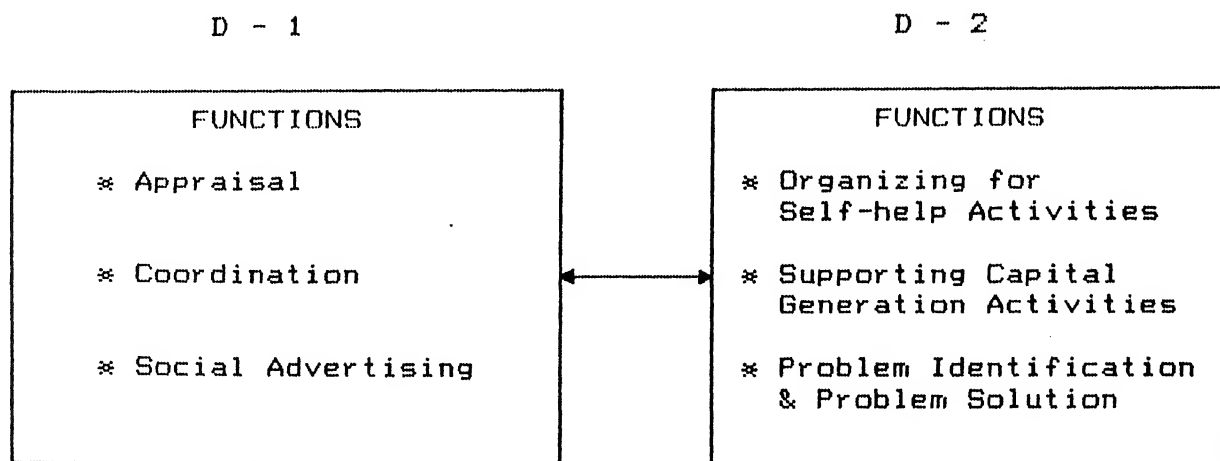 D - 1
FUNCTIONS
* Appraisal
* Coordination
* Social Advertising
D - 2
FUNCTIONS
* Organizing for
Self-help Activities
* Supporting Capital
Generation Activities
* Problem Identification
& Problem Solution